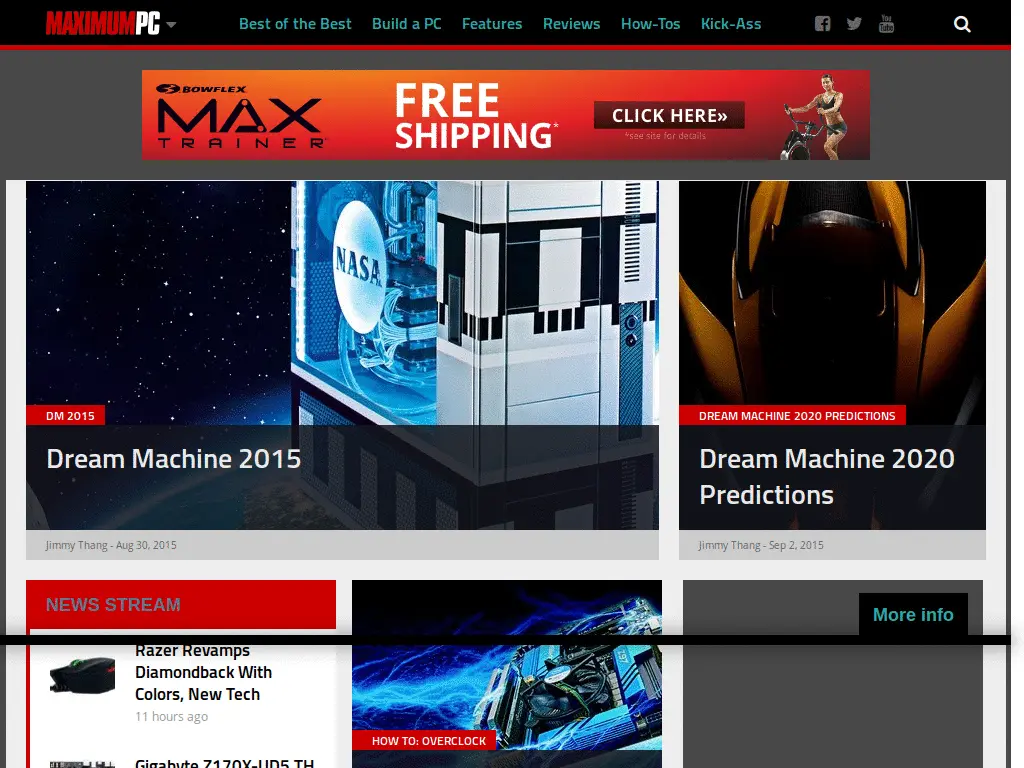 MAXIMUMPC
Best of the Best
Build a PC
Features
Reviews
How-Tos
Kick-Ass
You
Tube
BOWFLEX
MAX
TRAINER
FREE
SHIPPING*
CLICK HERE»
*see site for details
NASA
DM 2015
Dream Machine 2015
Jimmy Thang - Aug 30, 2015
DREAM MACHINE 2020 PREDICTIONS
Dream Machine 2020
Predictions
Jimmy Thang - Sep 2, 2015
NEWS STREAM
Razer Revamps
Diamondback With
Colors, New Tech
11 hours ago
Gigabyte Z170X-UD5 TH
Z97
HOW TO: OVERCLOCK
More info